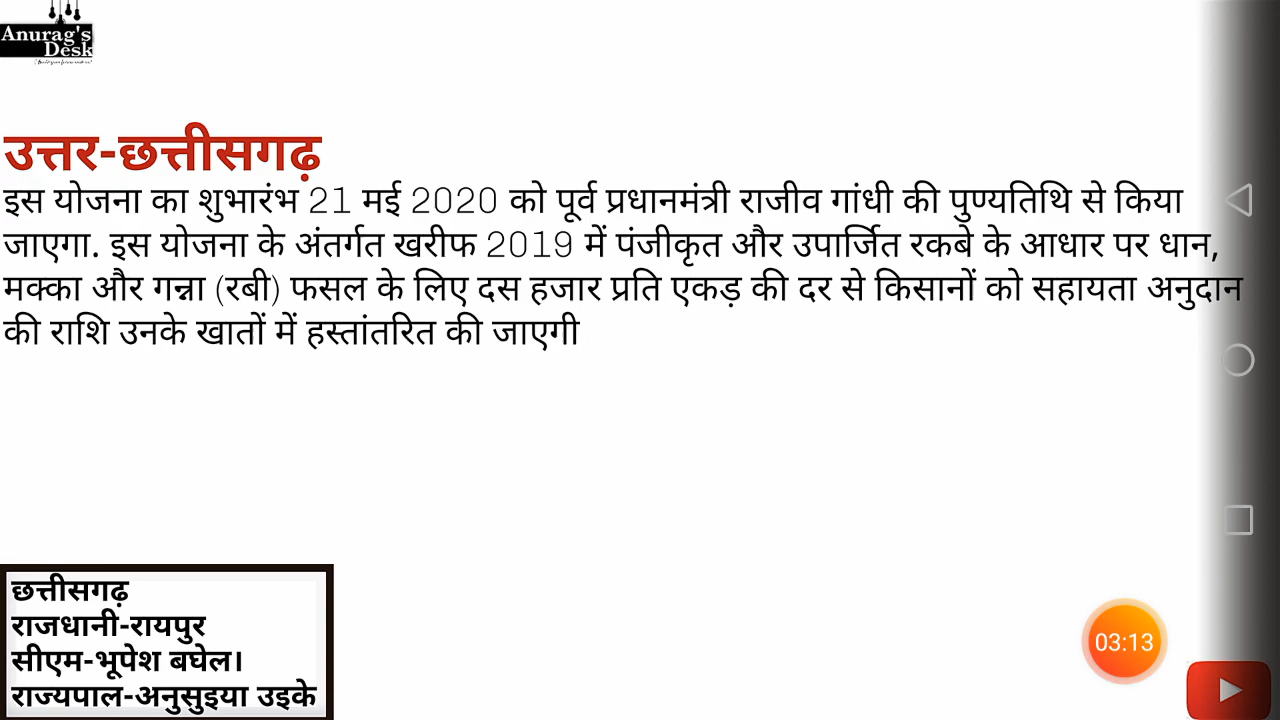 Anurag's
Desk
उत्तर-छत्तीसगढ़
इस योजना का शुभारंभ 21 मई 2020 को पूर्व प्रधानमंत्री राजीव गांधी की पुण्यतिथि से किया
जाएगा. इस योजना के अंतर्गत खरीफ 2019 में पंजीकृत और उपार्जित रकबे के आधार पर धान,
मक्का और गन्ना (रबी) फसल के लिए दस हजार प्रति एकड़ की दर से किसानों को सहायता अनुदान
की राशि उनके खातों में हस्तांतरित की जाएगी
छत्तीसगढ़
राजधानी-रायपुर
सीएम-भूपेश बघेल।
राज्यपाल-अनुसुइया उइके
03:13